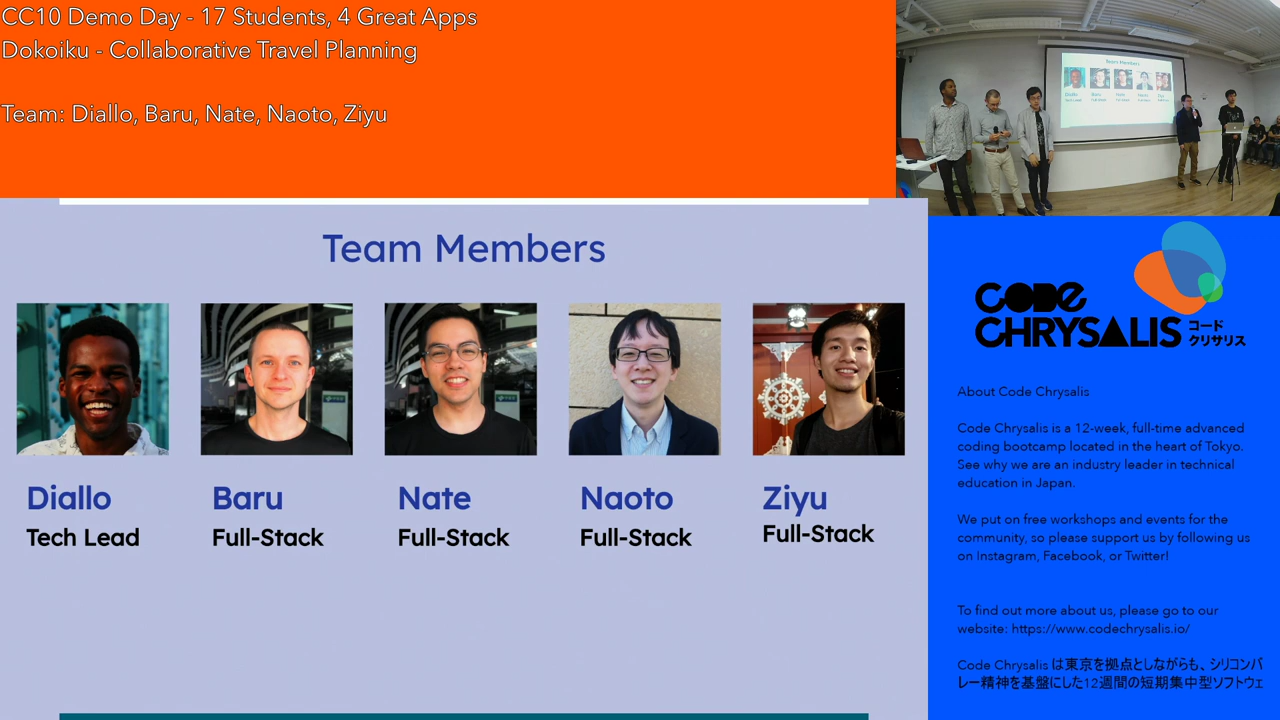 CC10 Demo Day - 17 Students, 4 Great Apps
Dokoiku - Collaborative Travel Planning
Team: Diallo, Baru, Nate, Naoto, Ziyu
Team Members
Team Members
Diallo
Baru
Nate
Naoto
Ziyu
Tech Lead
Full-Stack
Full-Stack
Full-Stack
Full-Stack
CODE
CHRYSALIS
コード
クリサリス
About Code Chrysalis
Code Chrysalis is a 12-week, full-time advanced
coding bootcamp located in the heart of Tokyo.
See why we are an industry leader in technical
education in Japan.
We put on free workshops and events for the
community, so please support us by following us
on Instagram, Facebook, or Twitter!
To find out more about us, please go to our
website: https://www.codechrysalis.io/
Code Chrysalis は東京を拠点としながらも、シリコンバ
レー精神を基盤にした12週間の短期集中型ソフトウェ